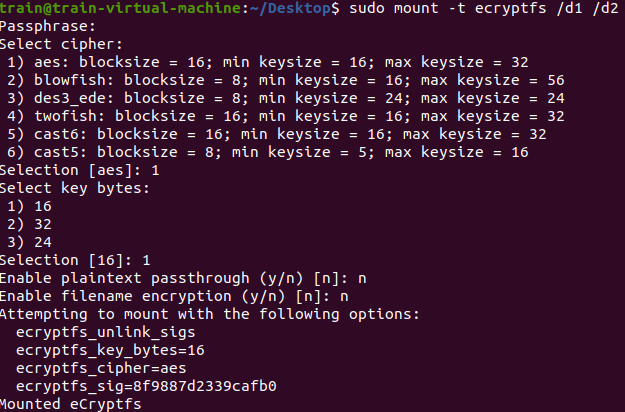 train@train-virtual-machine:~/Desktop$ sudo mount -t ecryptfs /d1 /d2
Passphrase:
Select cipher:
 1) aes: blocksize = 16; min keysize = 16; max keysize = 32
 2) blowfish: blocksize = 8; min keysize = 16; max keysize = 56
 3) des3_ede: blocksize = 8; min keysize = 24; max keysize = 24
 4) twofish: blocksize = 16; min keysize = 16; max keysize = 32
 5) cast6: blocksize = 16; min keysize = 16; max keysize = 32
 6) cast5: blocksize = 8; min keysize = 5; max keysize = 16
Selection [aes]: 1
Select key bytes:
 1) 16
 2) 32
 3) 24
Selection [16]: 1
Enable plaintext passthrough (y/n) [n]: n
Enable filename encryption (y/n) [n]: n
Attempting to mount with the following options:
  ecryptfs_unlink_sigs
  ecryptfs_key_bytes=16
  ecryptfs_cipher=aes
  ecryptfs_sig=8f9887d2339cafb0
Mounted eCryptfs